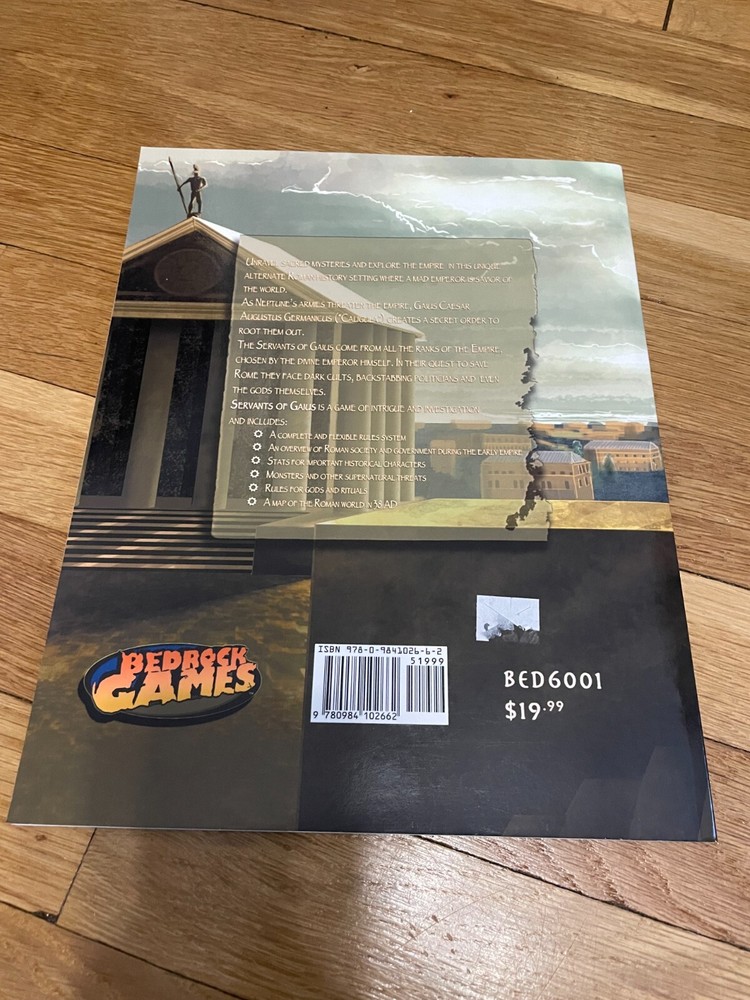 Unravel sacred mysteries and explore the empire in this unique
alternate Roman history setting where a mad emperor is savior of
the world.
As Neptune's armies threaten the empire, Gaius Caesar
Augustus Germanicus ("Caligula") creates a secret order to
root them out.
The Servants of Gaius come from all the ranks of the Empire,
chosen by the divine emperor himself. In their quest to save
Rome they face dark cults, backstabbing politicians and even
the gods themselves.
Servants of Gaius is a game of intrigue and investigation
and includes:
A complete and flexible rules system
An overview of Roman society and government during the early empire
Stats for important historical characters
Monsters and other supernatural threats
Rules for gods and rituals
A map of the Roman world in 38 AD
BEDROCK
GAMES
ISBN 978-0-9841026-6-2
51999
9 780984 102662
BED6001
$19.99